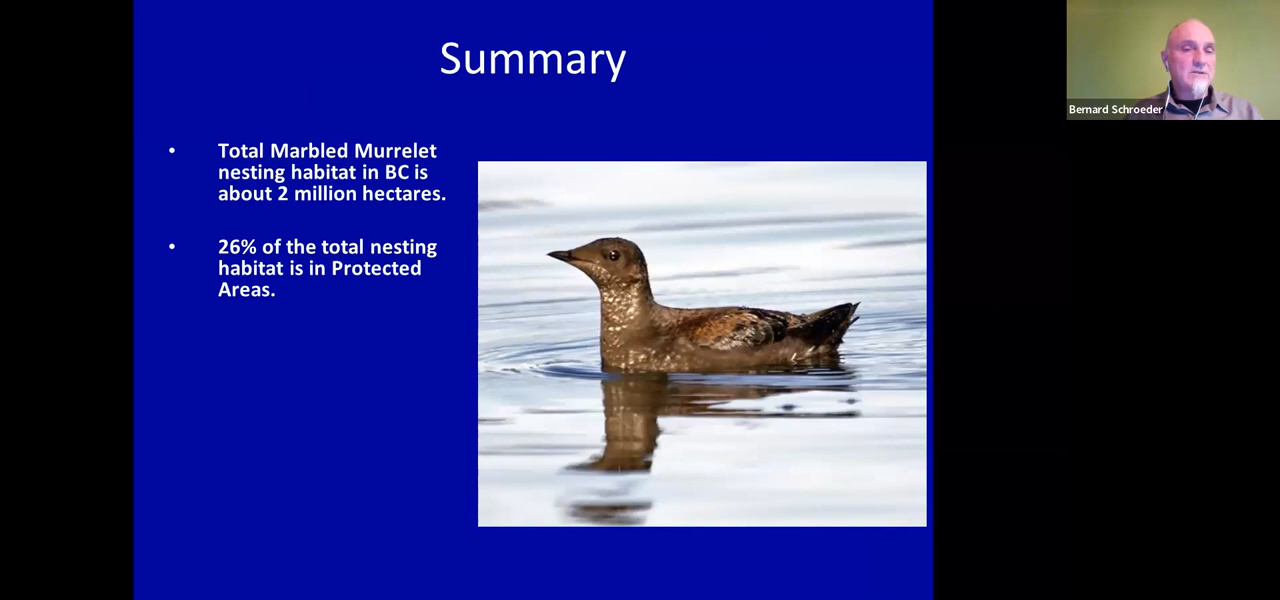 Summary
• Total Marbled Murrelet
nesting habitat in BC is
about 2 million hectares.
• 26% of the total nesting
habitat is in Protected
Areas.
Bernard Schroeder